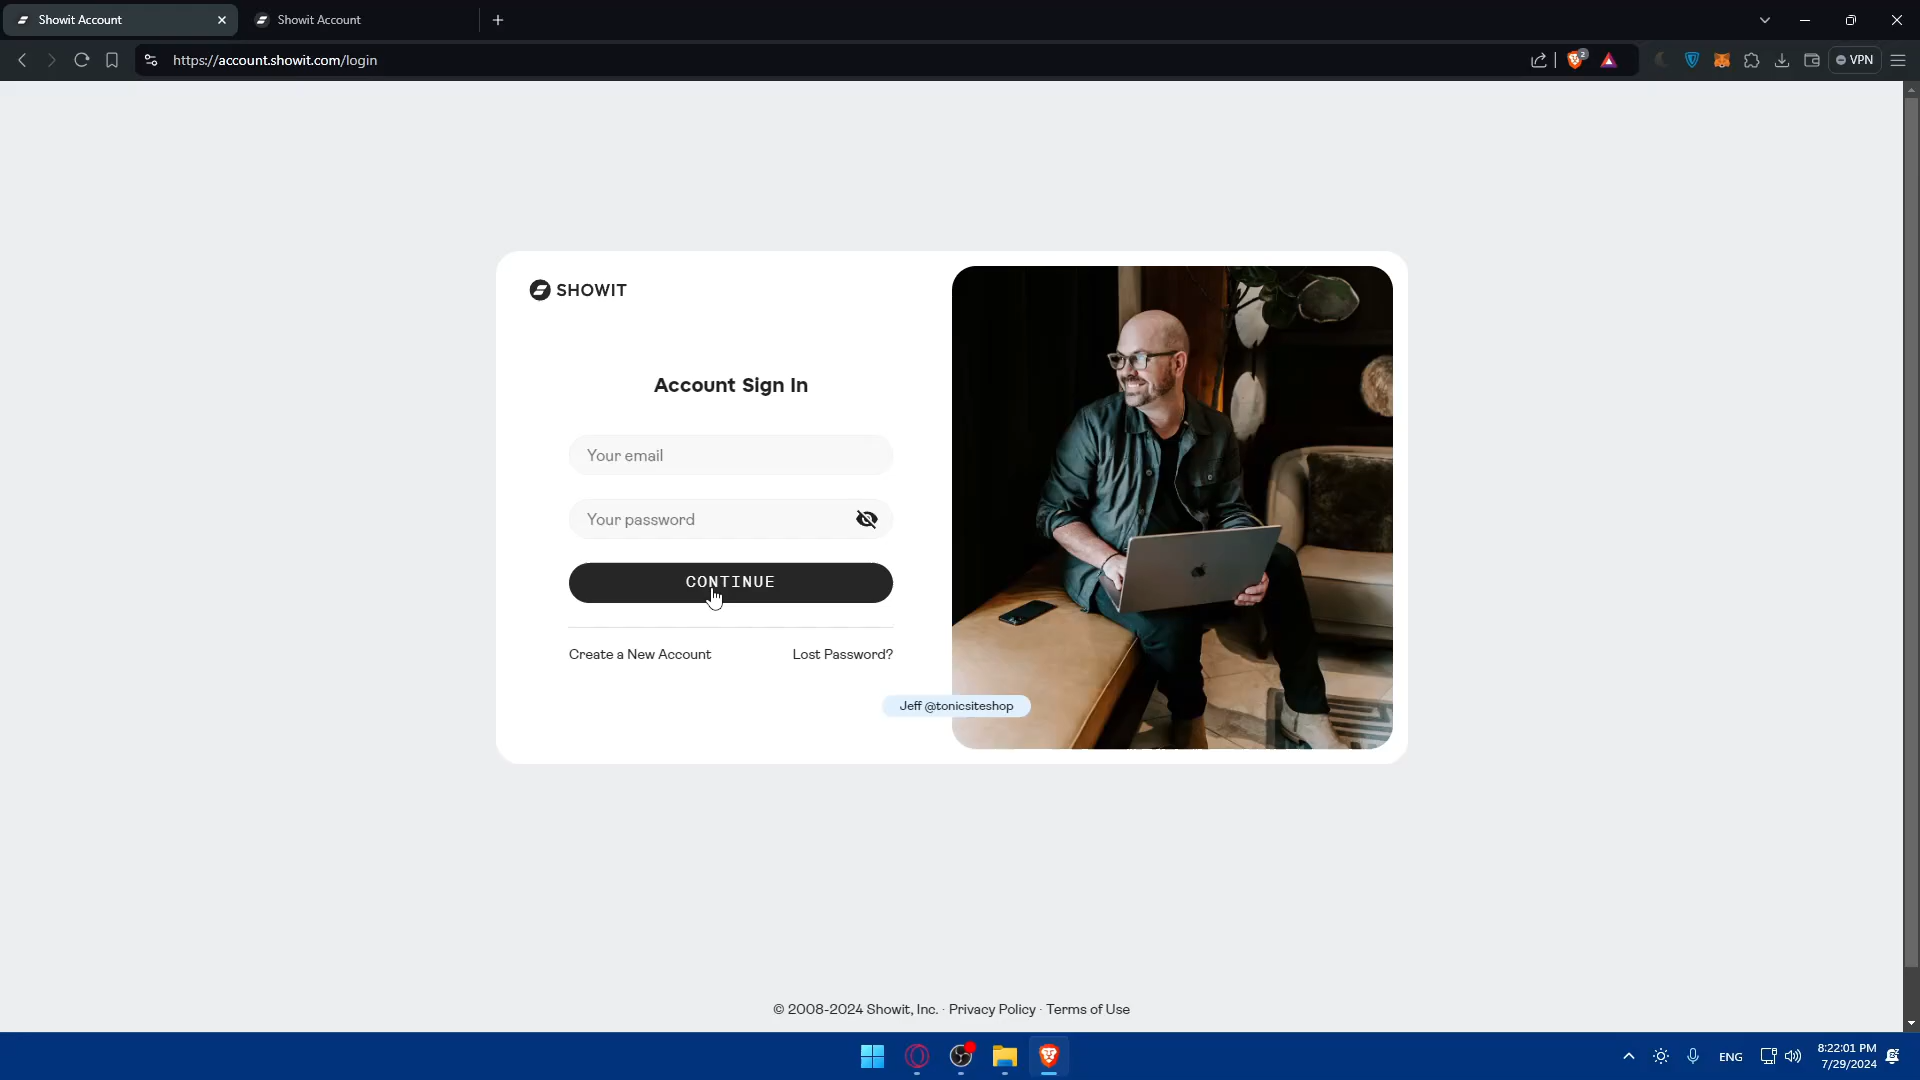 Showit Account
Showit Account
https://account.showit.com/login
2
VPN
SHOWIT
Account Sign In
Your email
Your password
CONTINUE
Create a New Account
Lost Password?
Jeff @tonicsiteshop
© 2008-2024 Showit, Inc. · Privacy Policy · Terms of Use
ENG
8:22:01 PM
7/29/2024